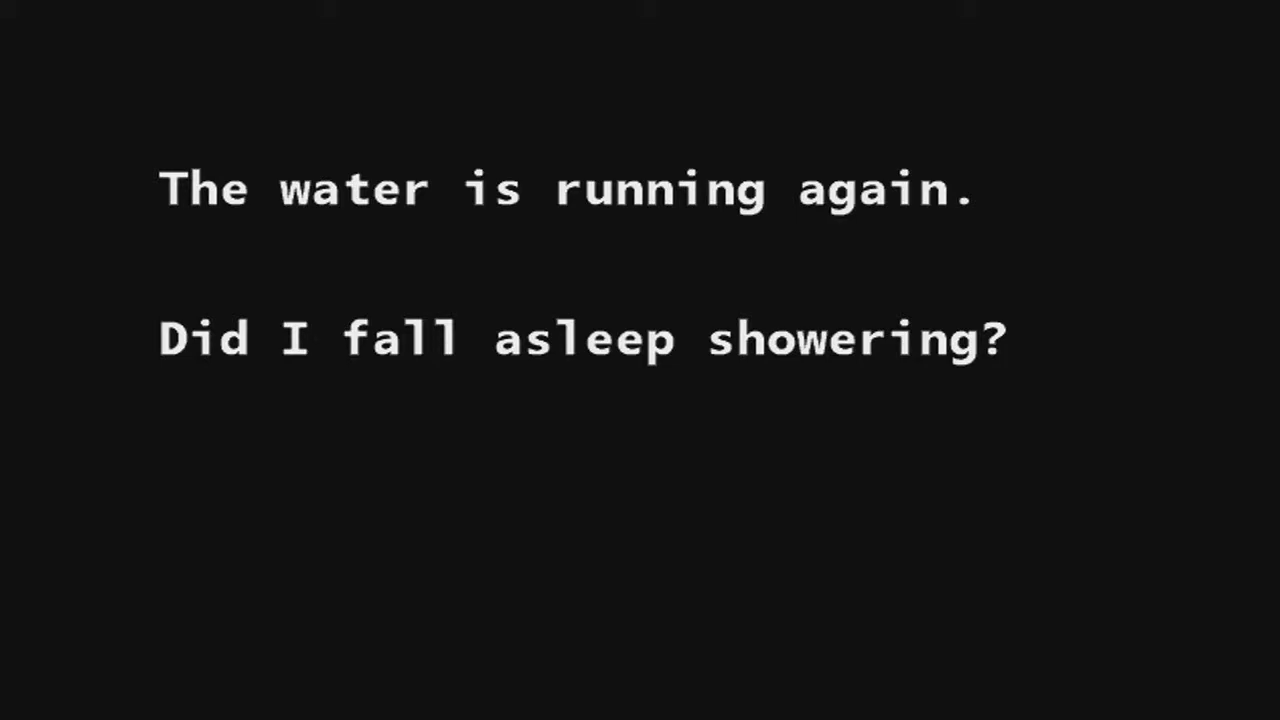 The water is running again.
Did I fall asleep showering?